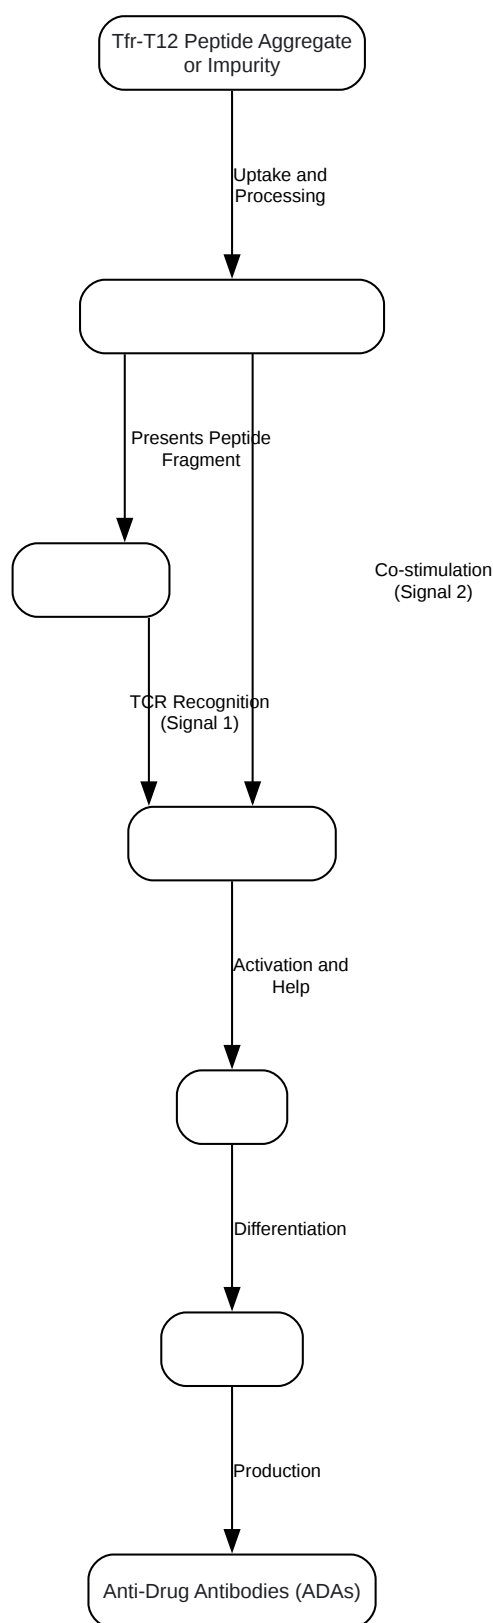 Tfr-T12 Peptide Aggregate
or Impurity
Uptake and
Processing
Presents Peptide
Fragment
Co-stimulation
(Signal 2)
TCR Recognition
(Signal 1)
Activation and
Help
Differentiation
Production
Anti-Drug Antibodies (ADAs)